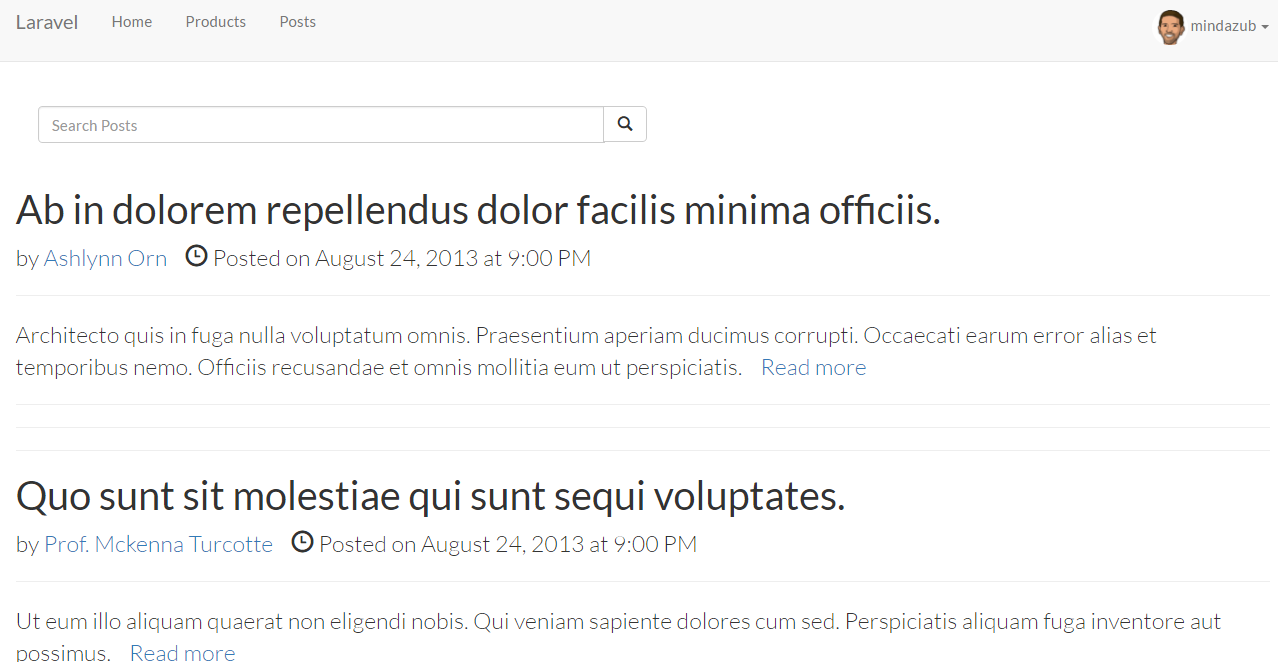 Laravel Home Products Posts mindazub
Search Posts
Ab in dolorem repellendus dolor facilis minima officiis.
by Ashlynn Orn Posted on August 24, 2013 at 9:00 PM
Architecto quis in fuga nulla voluptatum omnis. Praesentium aperiam ducimus corrupti. Occaecati earum error alias et
temporibus nemo. Officiis recusandae et omnis mollitia eum ut perspiciatis. Read more
Quo sunt sit molestiae qui sunt sequi voluptates.
by Prof. Mckenna Turcotte Posted on August 24, 2013 at 9:00 PM
Ut eum illo aliquam quaerat non eligendi nobis. Qui veniam sapiente dolores cum sed. Perspiciatis aliquam fuga inventore aut
possimus. Read more